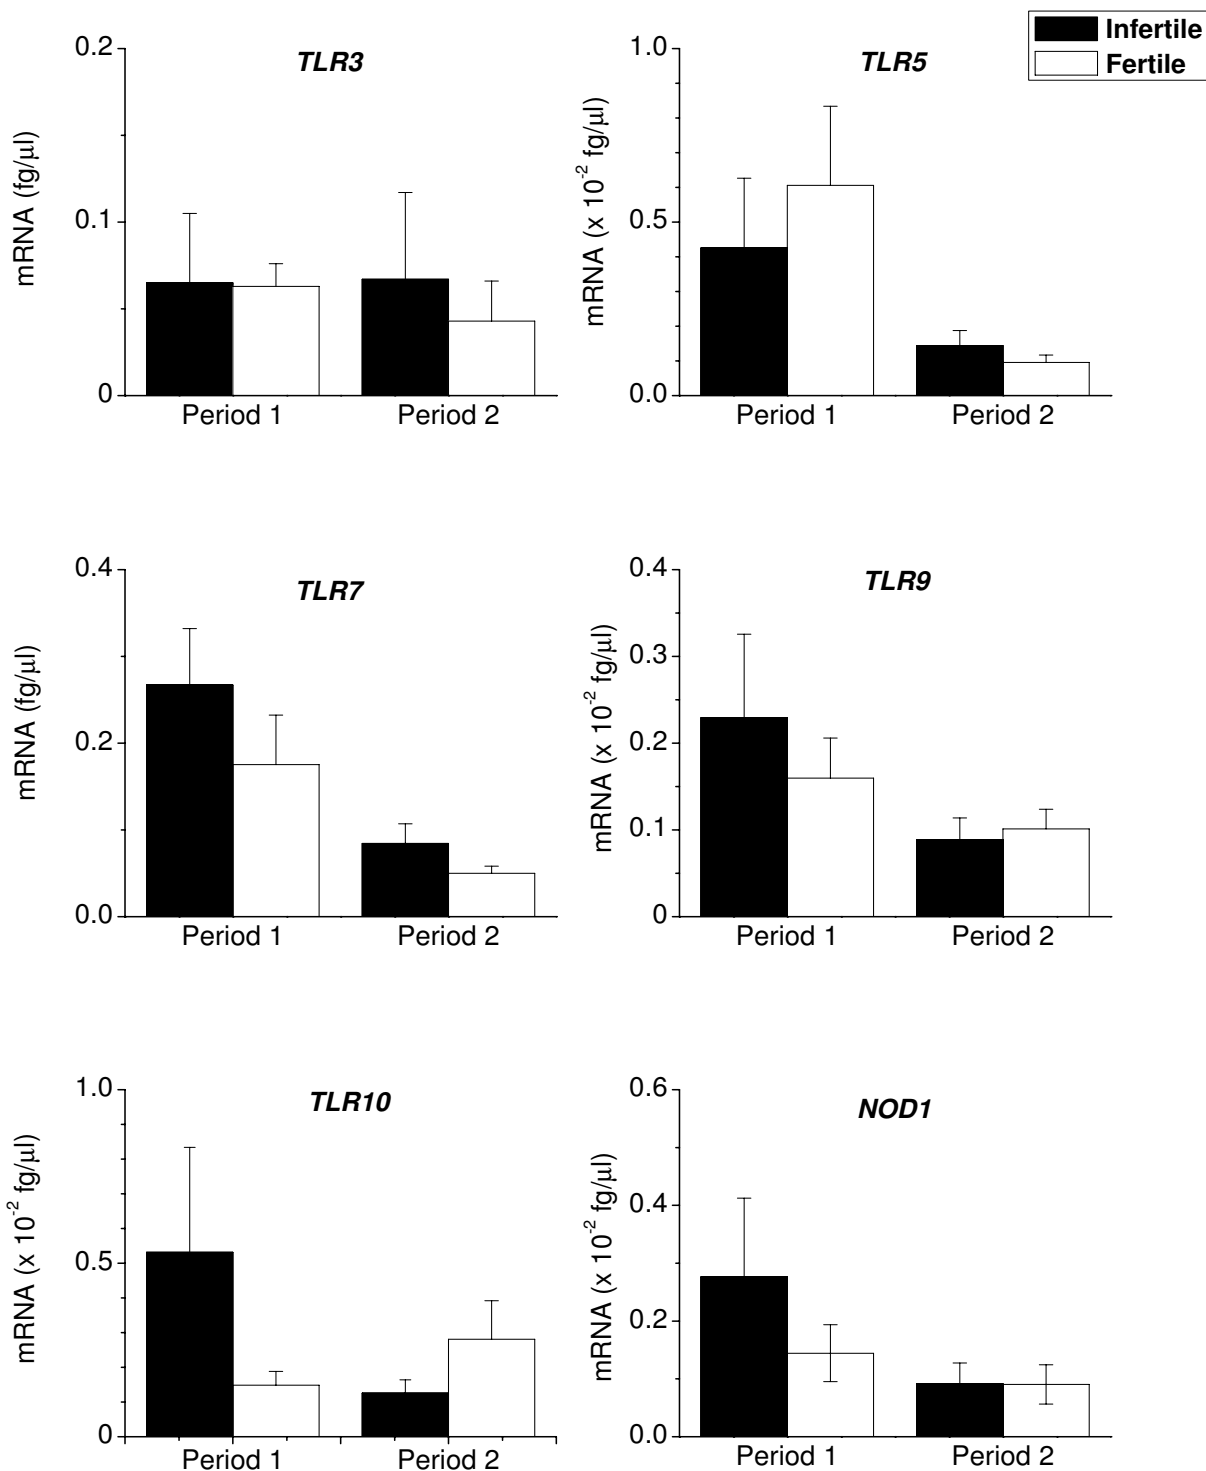 Infertile
Fertile
TLR3
mRNA (fg/μl)
0.2
0.1
0
Period 1
Period 2
TLR5
mRNA (x 10⁻² fg/μl)
1.0
0.5
0.0
Period 1
Period 2
TLR7
mRNA (fg/μl)
0.4
0.2
0.0
Period 1
Period 2
TLR9
mRNA (x 10⁻² fg/μl)
0.4
0.3
0.2
0.1
0
Period 1
Period 2
TLR10
mRNA (x 10⁻² fg/μl)
1.0
0.5
0
Period 1
Period 2
NOD1
mRNA (x 10⁻² fg/μl)
0.6
0.4
0.2
0
Period 1
Period 2